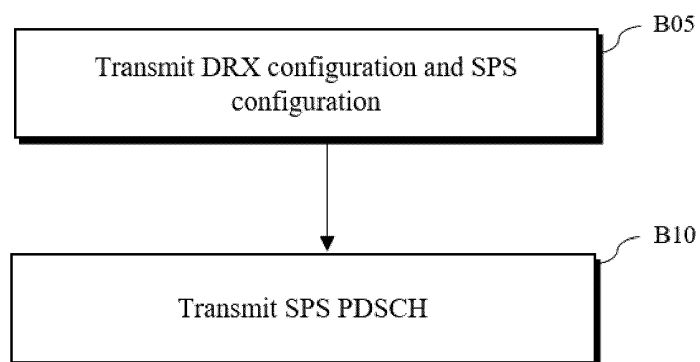 B05
Transmit DRX configuration and SPS
configuration
B10
Transmit SPS PDSCH